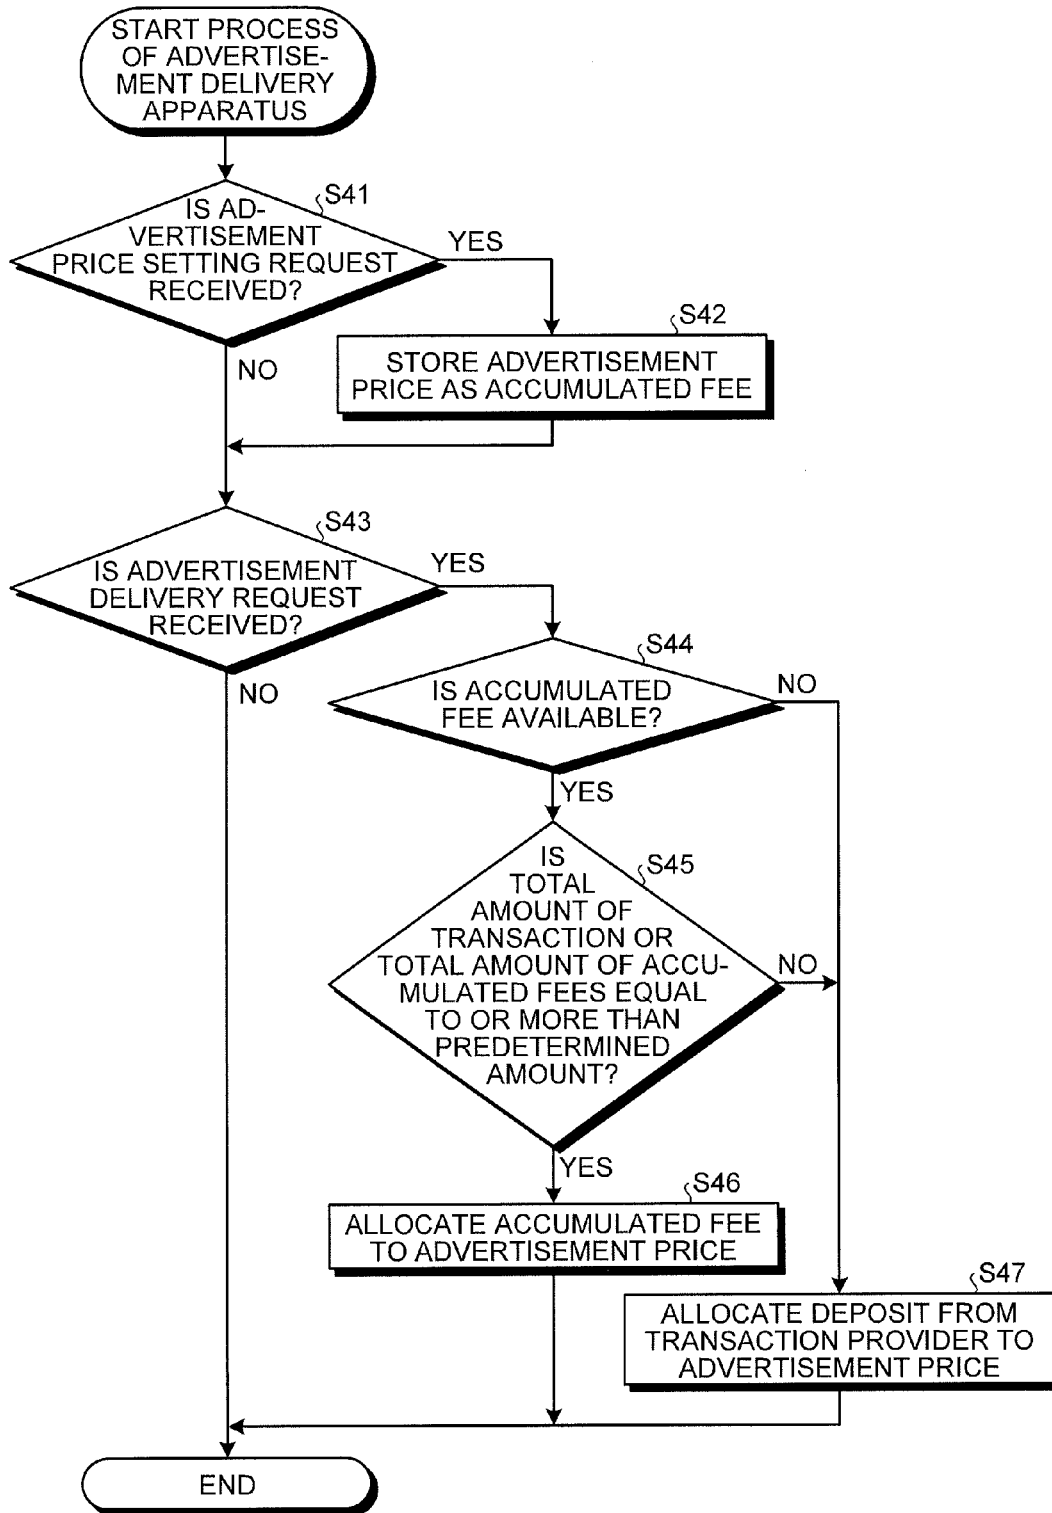 START PROCESS
OF ADVERTISE-
MENT DELIVERY
APPARATUS
S41
IS AD-
VERTISEMENT
PRICE SETTING REQUEST
RECEIVED?
YES
NO
S42
STORE ADVERTISEMENT
PRICE AS ACCUMULATED FEE
S43
IS ADVERTISEMENT
DELIVERY REQUEST
RECEIVED?
YES
NO
S44
IS ACCUMULATED
FEE AVAILABLE?
NO
YES
S45
IS
TOTAL
AMOUNT OF
TRANSACTION OR
TOTAL AMOUNT OF ACCU-
MULATED FEES EQUAL
TO OR MORE THAN
PREDETERMINED
AMOUNT?
NO
YES
S46
ALLOCATE ACCUMULATED FEE
TO ADVERTISEMENT PRICE
S47
ALLOCATE DEPOSIT FROM
TRANSACTION PROVIDER TO
ADVERTISEMENT PRICE
END